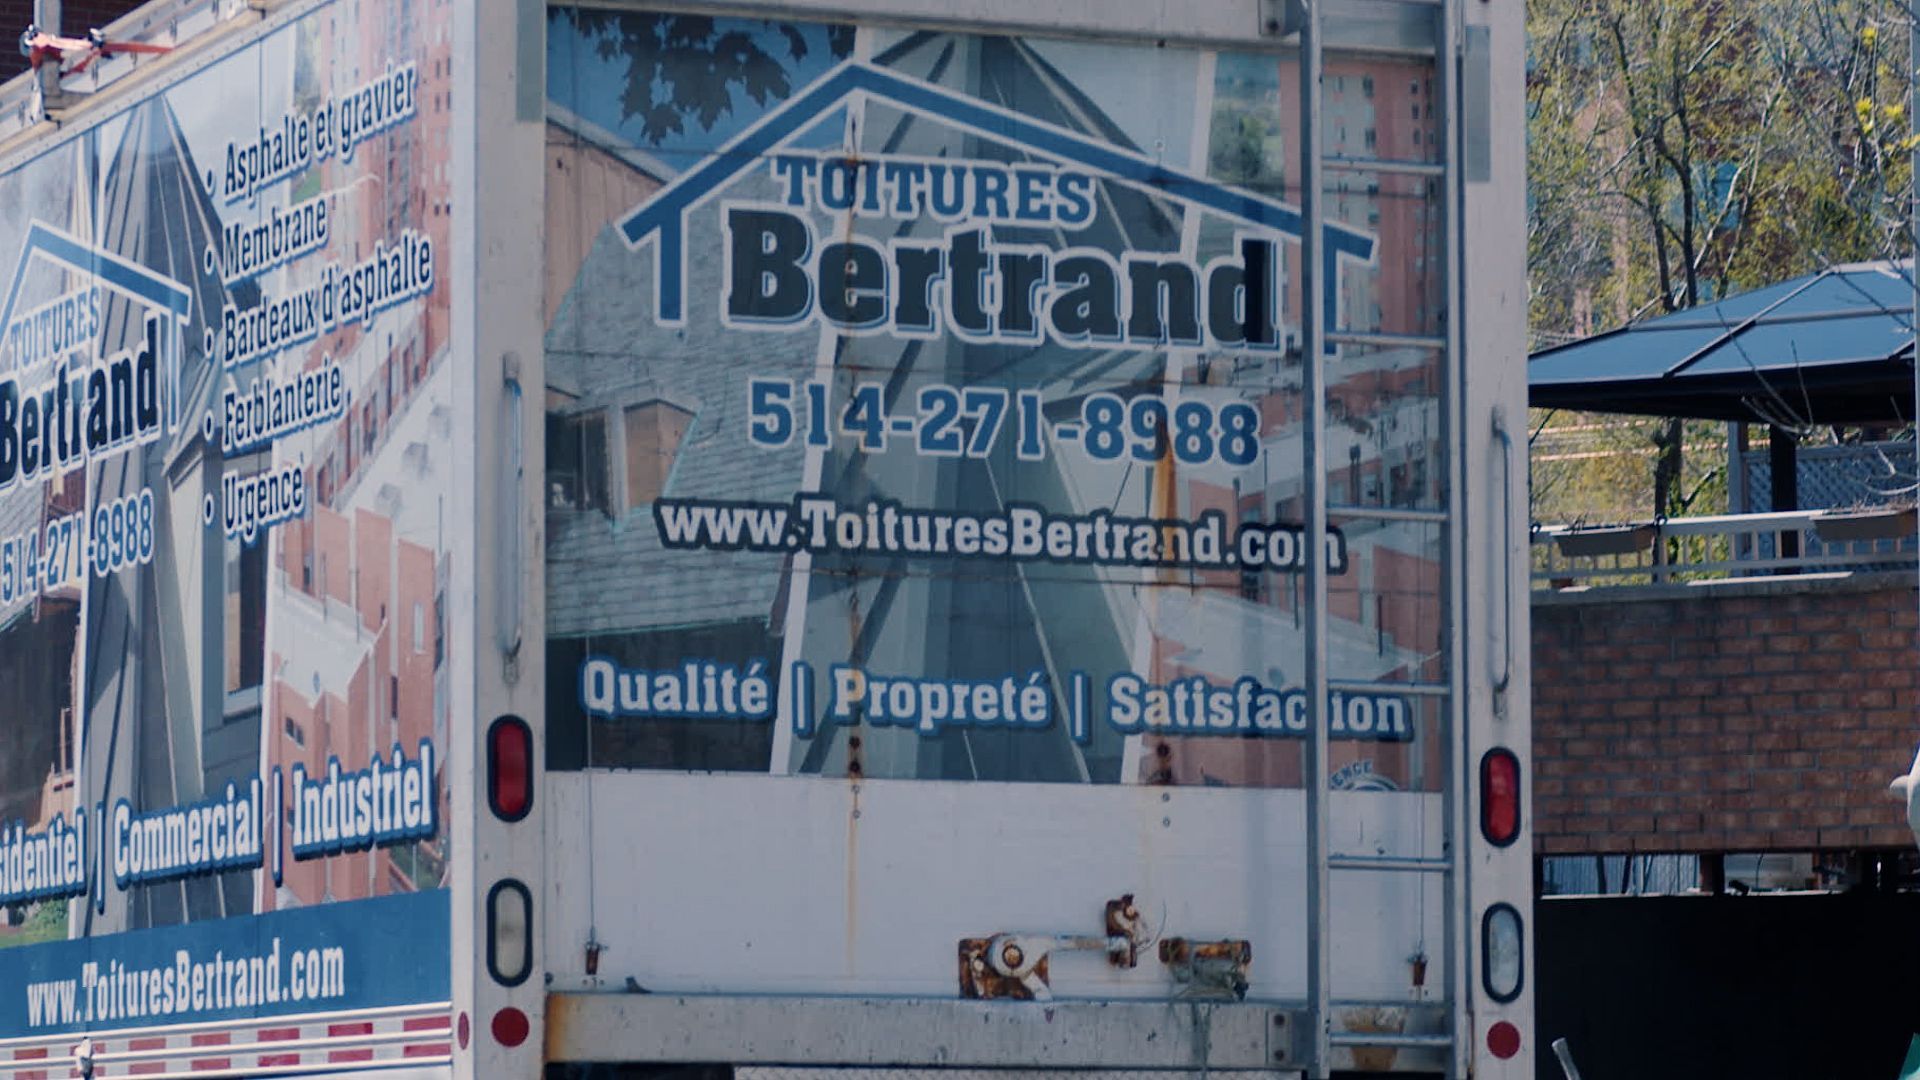 TOITURES
Bertrand
514-271-8988
• Asphalte et gravier
• Membrane
• Bardeaux d'asphalte
• Ferblanterie
• Urgence
Commercial | Industriel
www.ToituresBertrand.com
TOITURES
Bertrand
514-271-8988
www.ToituresBertrand.com
Qualité | Propreté | Satisfaction